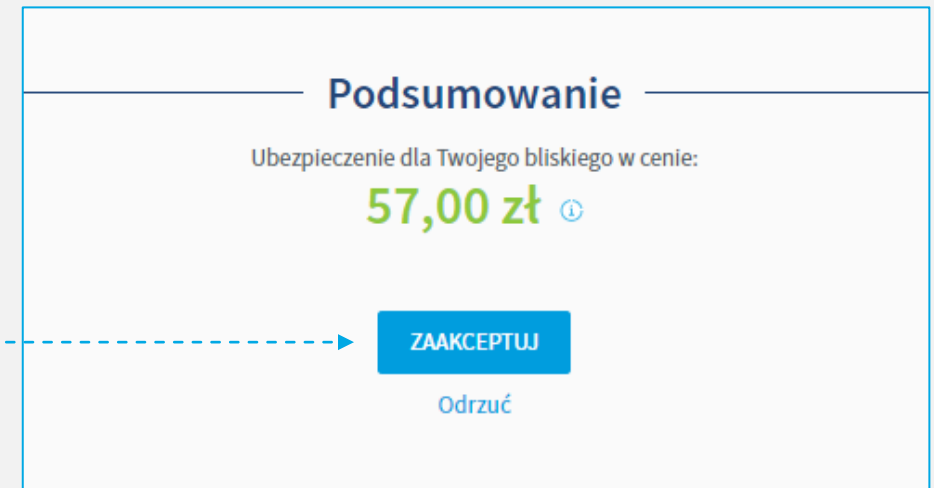 Podsumowanie
Ubezpieczenie dla Twojego bliskiego w cenie:
57,00 zł
ZAAKCEPTUJ
Odrzuć